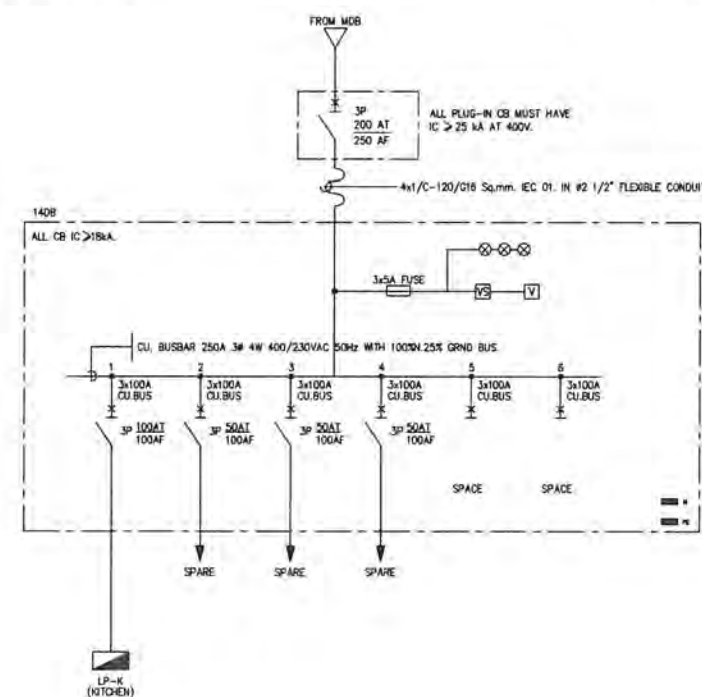 FROM MDB
3P
200 AT
250 AF
ALL PLUG-IN CB MUST HAVE
IC ⩾ 25 kA AT 400V.
4x1/C-120/G16 Sq.mm. IEC 01. IN #2 1/2" FLEXIBLE CONDUI
14DB
ALL CB IC ⩾18kA.
3x5A FUSE
VS
V
CU. BUSBAR 250A 3ø 4W 400/230VAC 50Hz WITH 100%N.25% GRND BUS.
1
2
3
4
5
6
3x100A
CU.BUS
3x100A
CU.BUS
3x100A
CU.BUS
3x100A
CU.BUS
3x100A
CU.BUS
3x100A
CU.BUS
3P 100AT
100AF
3P 50AT
100AF
3P 50AT
100AF
3P 50AT
100AF
SPACE
SPACE
SPARE
SPARE
SPARE
LP-K
(KITCHEN)